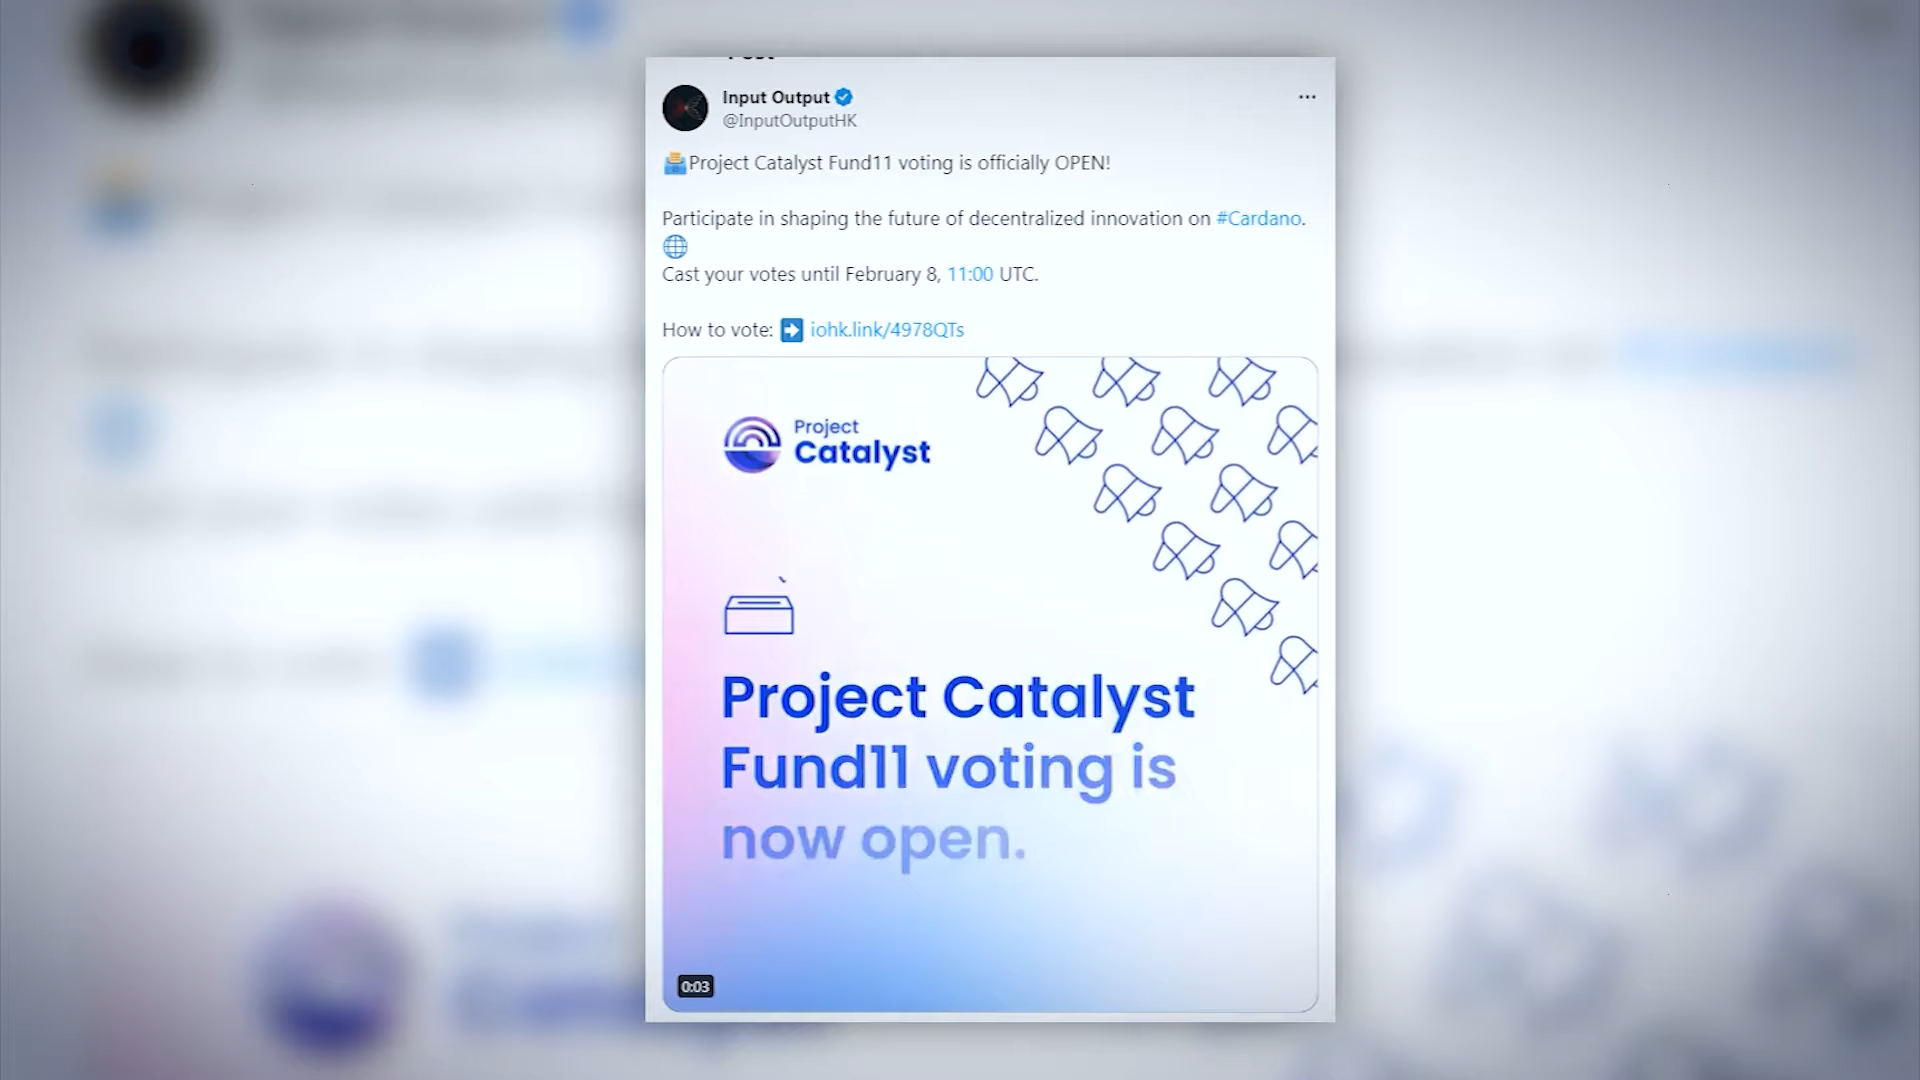 Input Output
@InputOutputHK
Project Catalyst Fund11 voting is officially OPEN!
Participate in shaping the future of decentralized innovation on #Cardano.
Cast your votes until February 8, 11:00 UTC.
How to vote: iohk.link/4978QTs
Project
Catalyst
Project Catalyst
Fund11 voting is
now open.
0:03